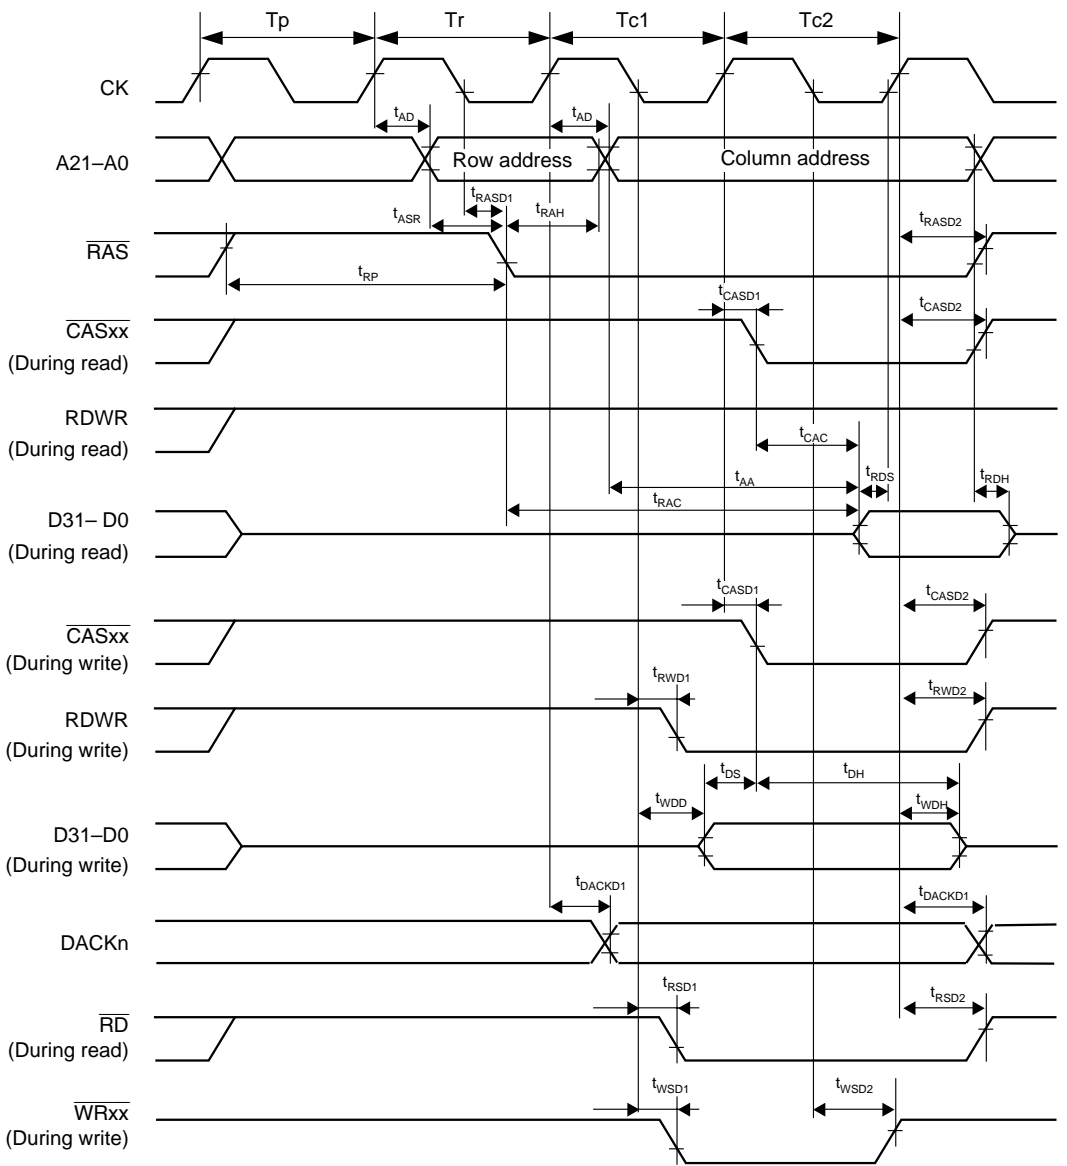 Tp Tr Tc1 Tc2
CK
tAD tAD
A21–A0 Row address Column address
tRASD1
tASR tRAH tRASD2
RAS
tRP
tCASD1 tCASD2
CASxx
(During read)
RDWR
(During read)
tCAC
tAA tRDS tRDH
tRAC
D31– D0
(During read)
tCASD1 tCASD2
CASxx
(During write)
tRWD1 tRWD2
RDWR
(During write)
tDS tDH
tWDD tWDH
D31–D0
(During write)
tDACKD1 tDACKD1
DACKn
tRSD1 tRSD2
RD
(During read)
tWSD1 tWSD2
WRxx
(During write)